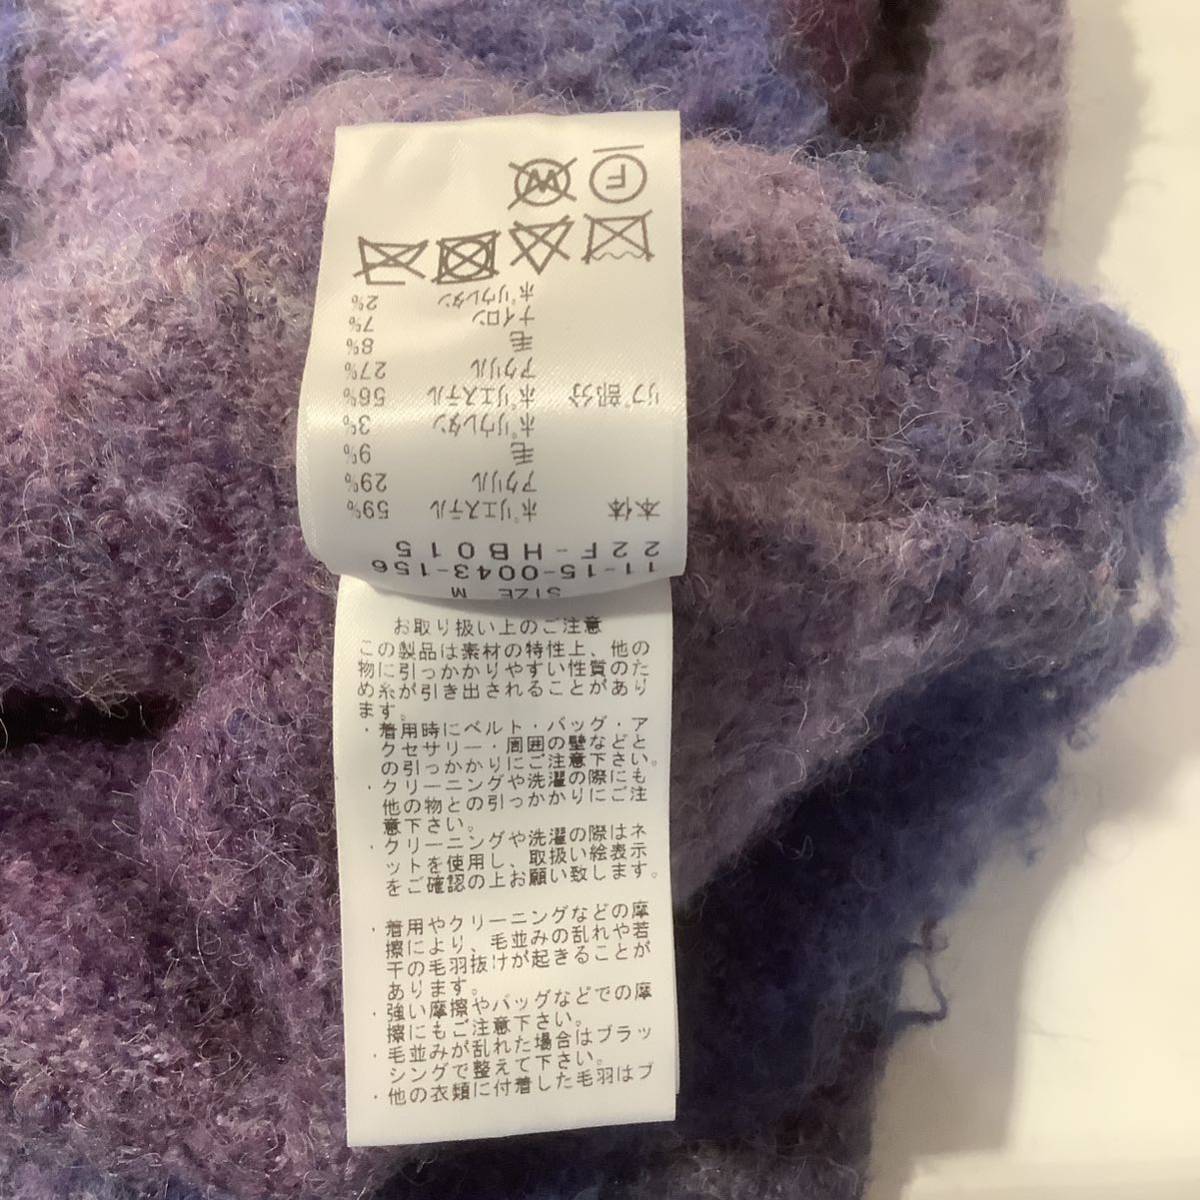 SIZE M
11-15-0043-156
22F-HB015
本体 ポリエステル 59%
アクリル 29%
毛 9%
ポリウレタン 3%
リブ部分 ポリエステル 56%
アクリル 27%
毛 8%
ナイロン 7%
ポリウレタン 2%
W F
お取り扱い上のご注意
この製品は素材の特性上、他の
物に引っかかりやすい性質のた
め糸が引き出されることがあり
ます。
・着用時にベルト・バッグ・ア
クセサリー・周囲の壁などと
の引っかかりにご注意下さい。
・クリーニングや洗濯の際にも
他の物との引っかかりにご注
意下さい。
・クリーニングや洗濯の際はネ
ットを使用し、取扱い絵表示
をご確認の上お願い致します。
・着用やクリーニングなどの摩
擦により、毛並みの乱れや若
干の毛羽抜けが起きることが
あります。
・強い摩擦やバッグなどでの摩
擦にもご注意下さい。
・毛並みが乱れた場合はブラッ
シングで整えて下さい。
・他の衣類に付着した毛羽はブ